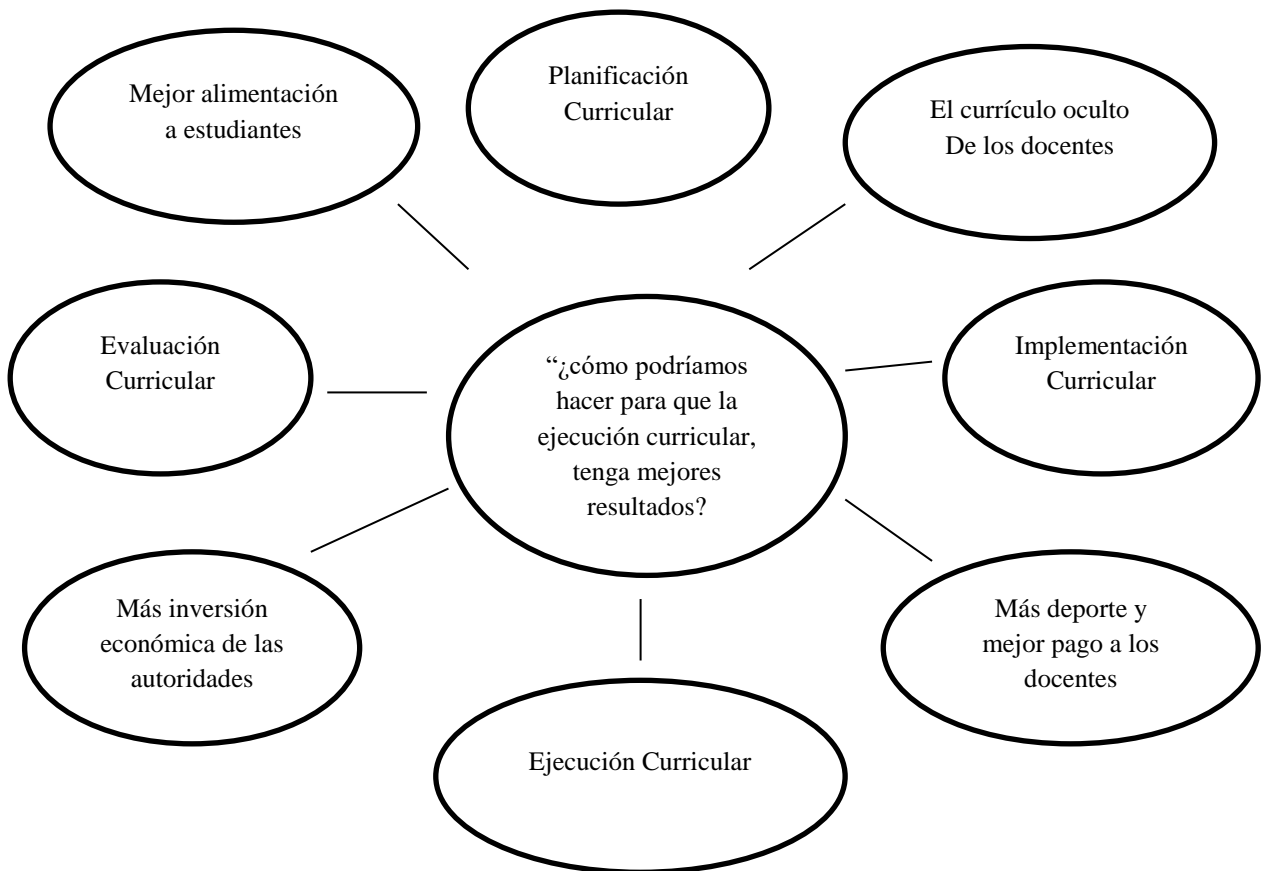 Mejor alimentación
a estudiantes
Planificación
Curricular
El currículo oculto
De los docentes
Evaluación
Curricular
“¿cómo podríamos
hacer para que la
ejecución curricular,
tenga mejores
resultados?
Implementación
Curricular
Más inversión
económica de las
autoridades
Más deporte y
mejor pago a los
docentes
Ejecución Curricular